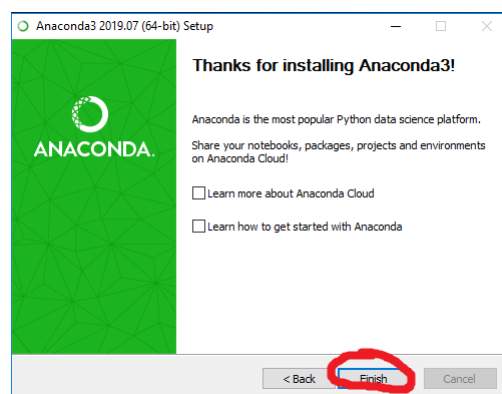 Anaconda3 2019.07 (64-bit) Setup
Thanks for installing Anaconda3!
ANACONDA.
Anaconda is the most popular Python data science platform.
Share your notebooks, packages, projects and environments
on Anaconda Cloud!
Learn more about Anaconda Cloud
Learn how to get started with Anaconda
< Back
Finish
Cancel